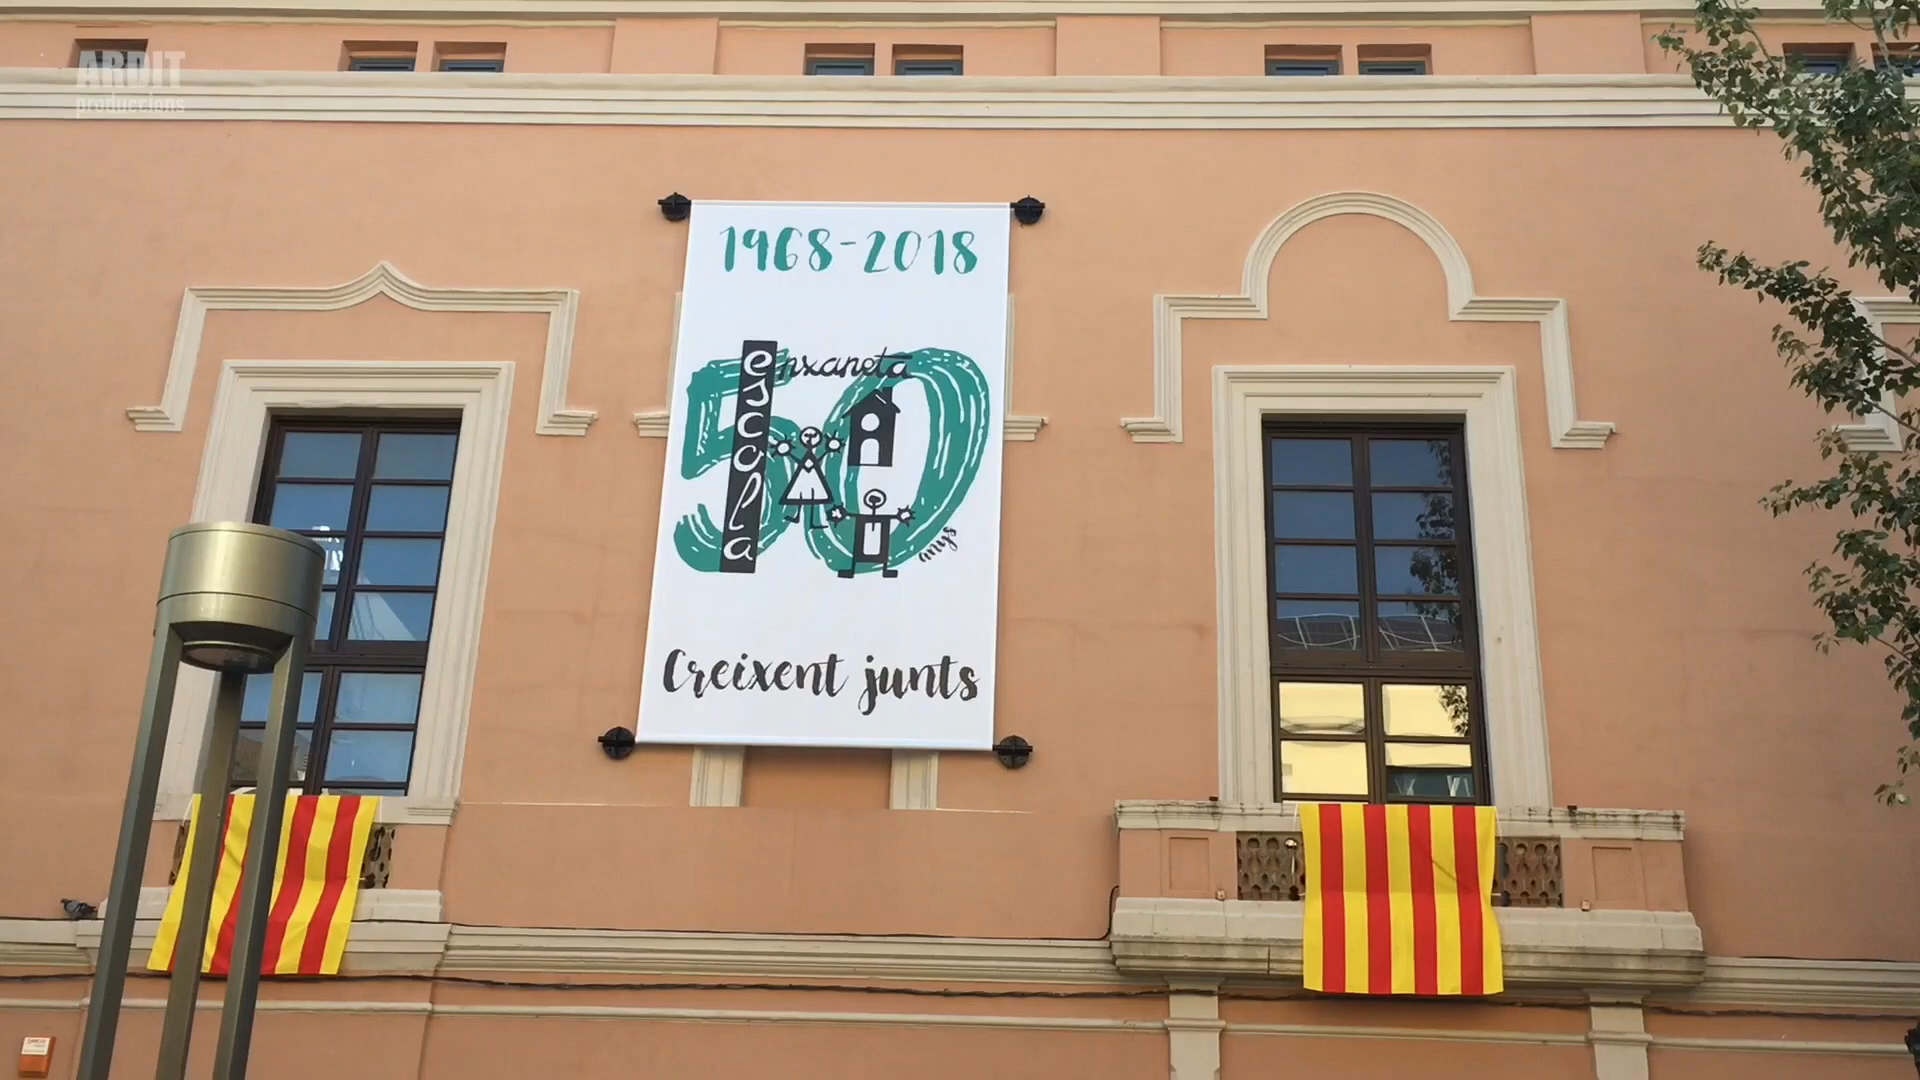 ARDIT
produccions
1968-2018
50
escola
enxaneta
anys
Creixent junts